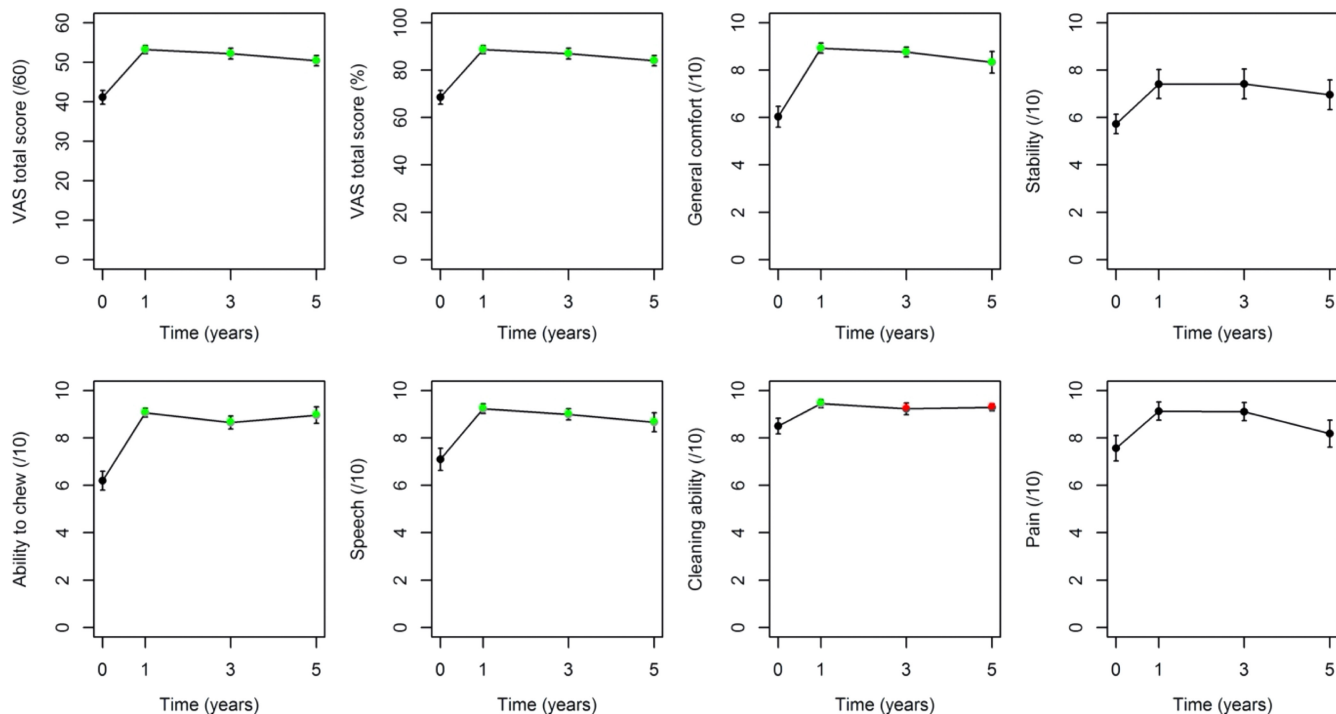 VAS total score (/60)
0 10 20 30 40 50 60
0 1 3 5
Time (years)
VAS total score (%)
0 20 40 60 80 100
0 1 3 5
Time (years)
General comfort (/10)
0 2 4 6 8 10
0 1 3 5
Time (years)
Stability (/10)
0 2 4 6 8 10
0 1 3 5
Time (years)
Ability to chew (/10)
0 2 4 6 8 10
0 1 3 5
Time (years)
Speech (/10)
0 2 4 6 8 10
0 1 3 5
Time (years)
Cleaning ability (/10)
0 2 4 6 8 10
0 1 3 5
Time (years)
Pain (/10)
0 2 4 6 8 10
0 1 3 5
Time (years)